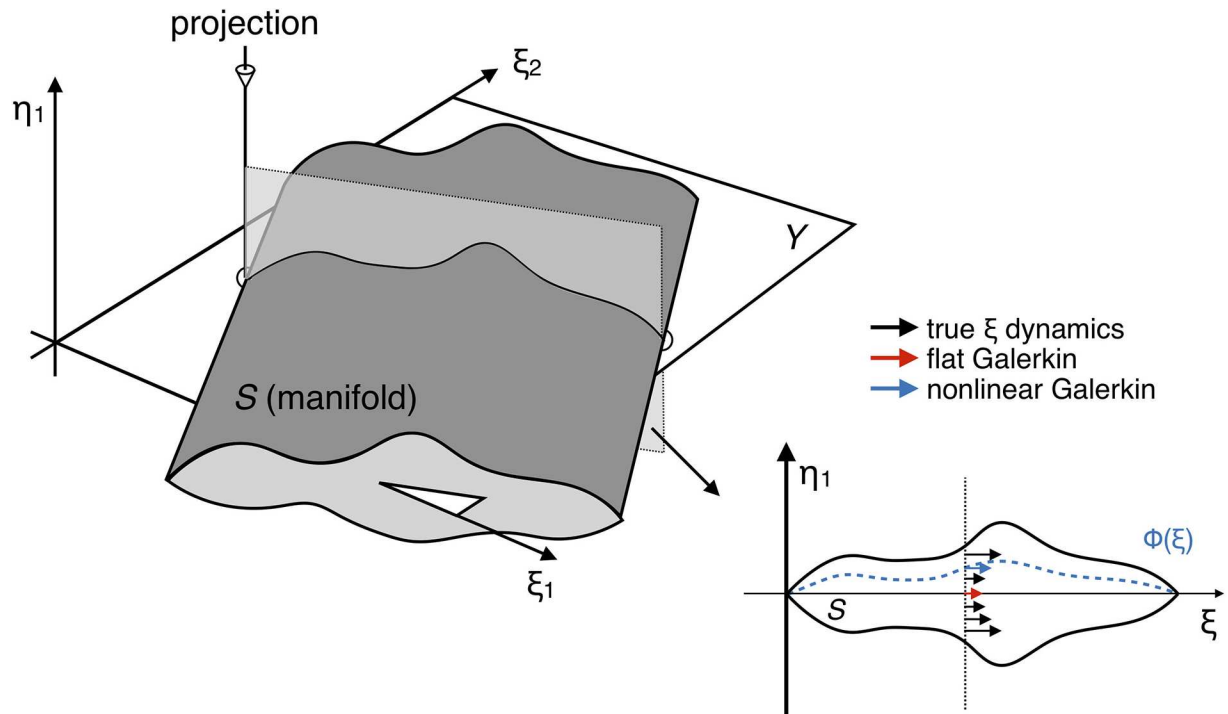 projection
ξ2
η1
Y
S (manifold)
ξ1
true ξ dynamics
flat Galerkin
nonlinear Galerkin
η1
Φ(ξ)
S
ξ